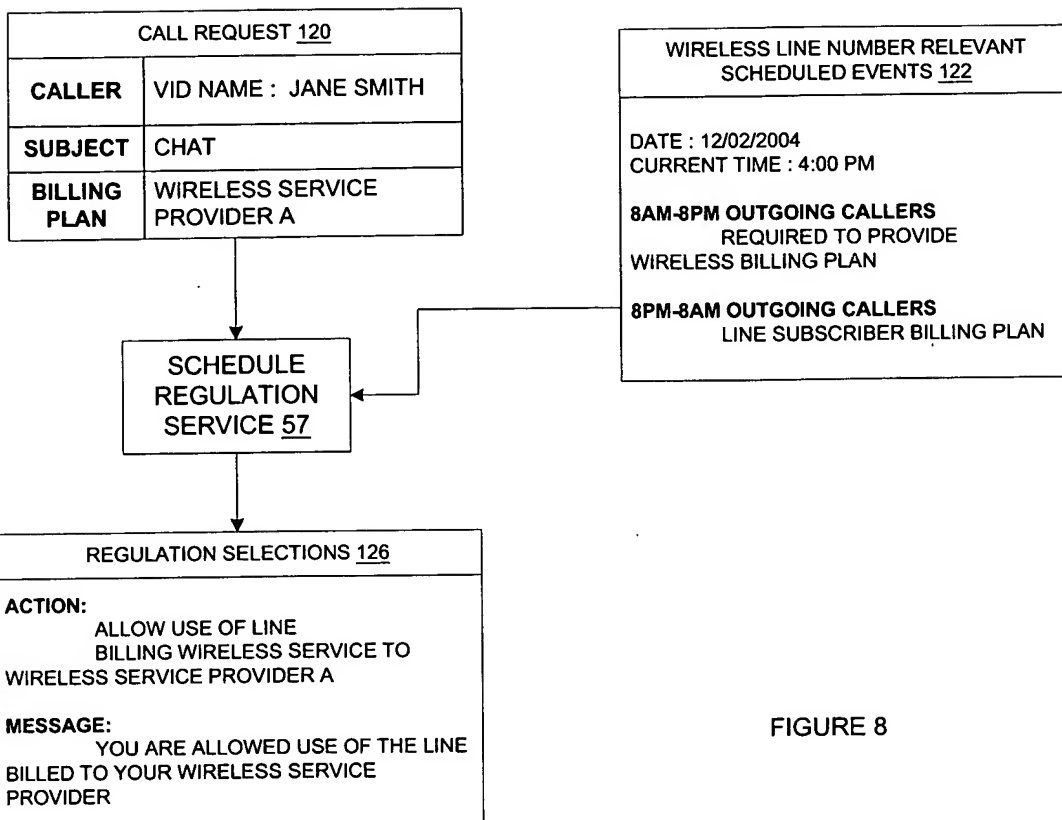 CALL REQUEST 120
CALLER VID NAME : JANE SMITH
SUBJECT CHAT
BILLING PLAN WIRELESS SERVICE PROVIDER A
WIRELESS LINE NUMBER RELEVANT
SCHEDULED EVENTS 122
DATE : 12/02/2004
CURRENT TIME : 4:00 PM
8AM-8PM OUTGOING CALLERS
REQUIRED TO PROVIDE
WIRELESS BILLING PLAN
8PM-8AM OUTGOING CALLERS
LINE SUBSCRIBER BILLING PLAN
SCHEDULE
REGULATION
SERVICE 57
REGULATION SELECTIONS 126
ACTION:
ALLOW USE OF LINE
BILLING WIRELESS SERVICE TO
WIRELESS SERVICE PROVIDER A
MESSAGE:
YOU ARE ALLOWED USE OF THE LINE
BILLED TO YOUR WIRELESS SERVICE
PROVIDER
FIGURE 8